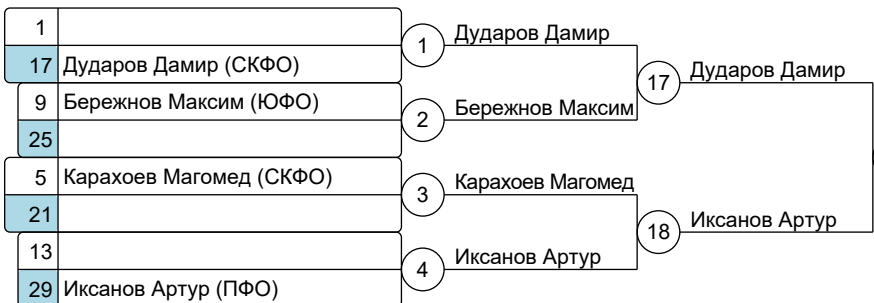 1
17 Дударов Дамир (СКФО)
9 Бережнов Максим (ЮФО)
25
5 Карахоев Магомед (СКФО)
21
13
29 Иксанов Артур (ПФО)
1 Дударов Дамир
2 Бережнов Максим
3 Карахоев Магомед
4 Иксанов Артур
17 Дударов Дамир
18 Иксанов Артур